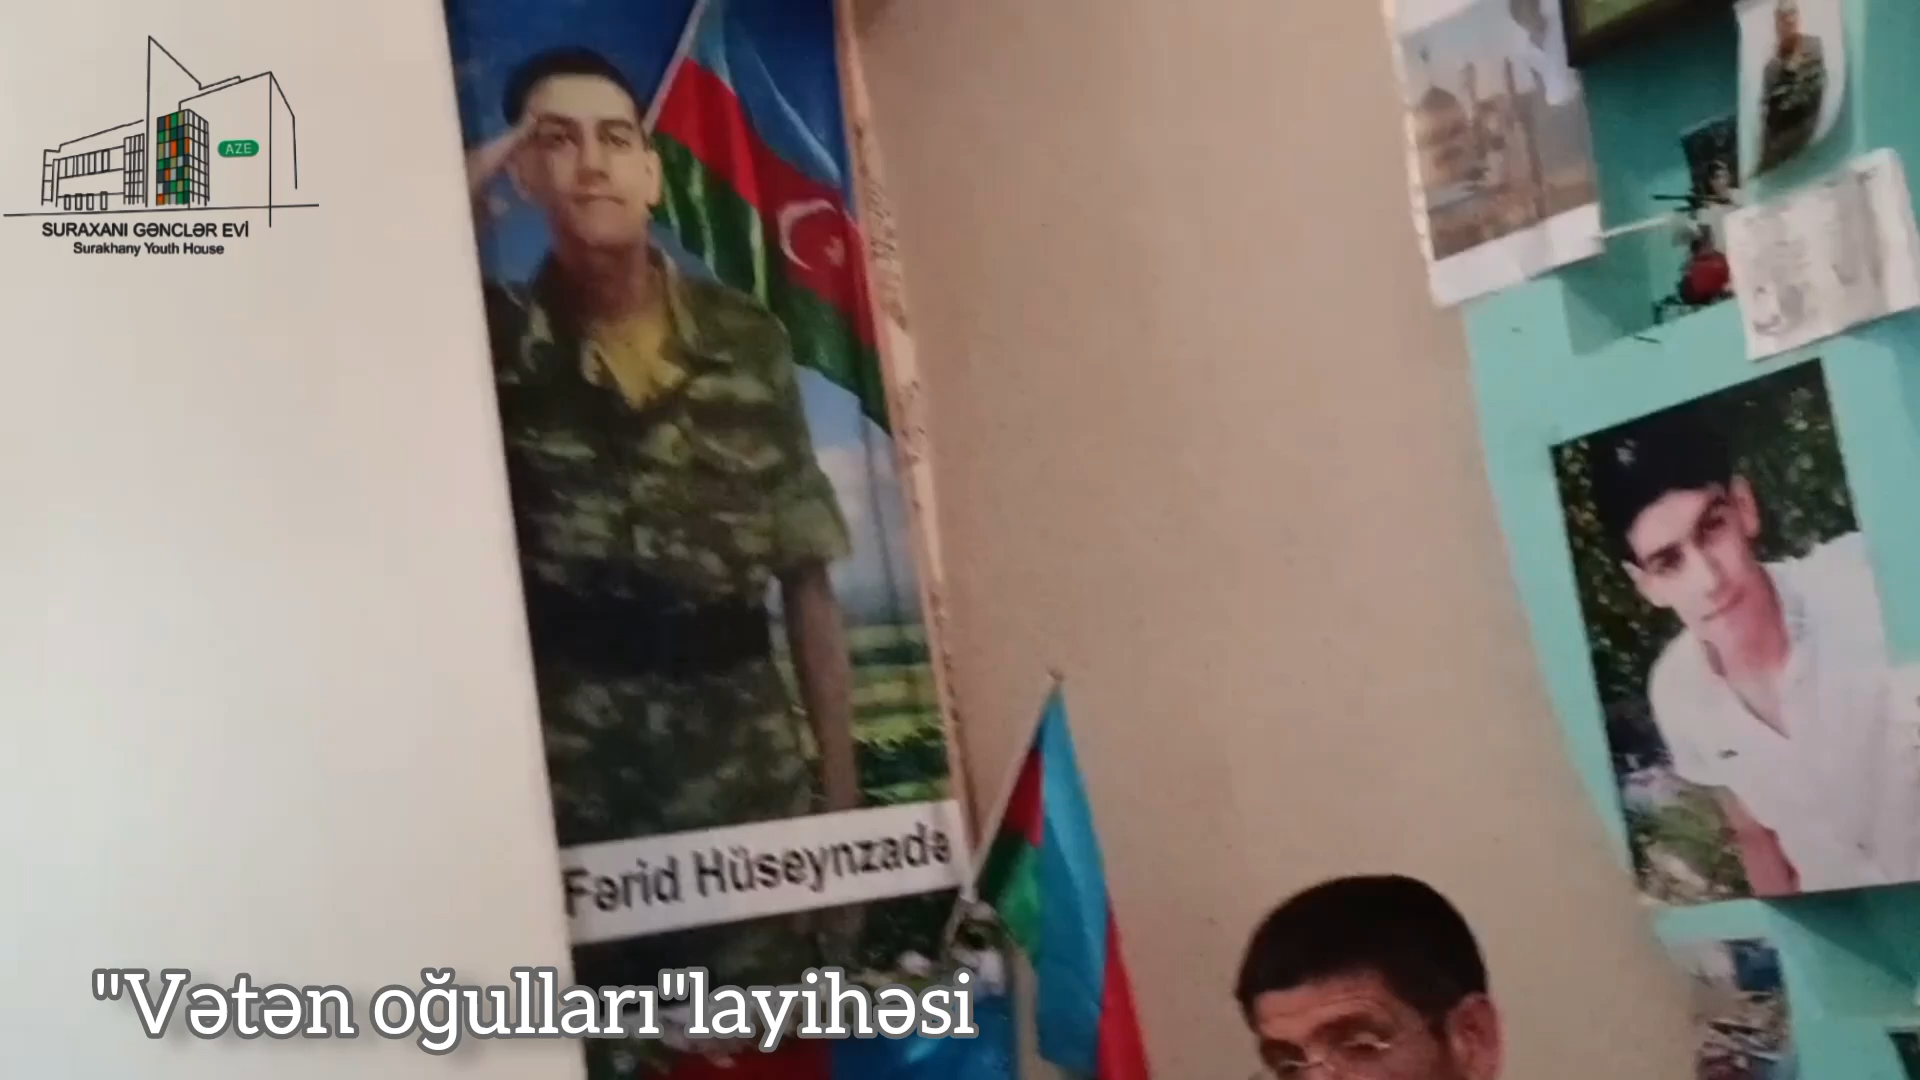 AZE
SURAXANI GƏNCLƏR EVİ
Surakhany Youth House
Fərid Hüseynzadə
"Vətən oğulları"layihəsi